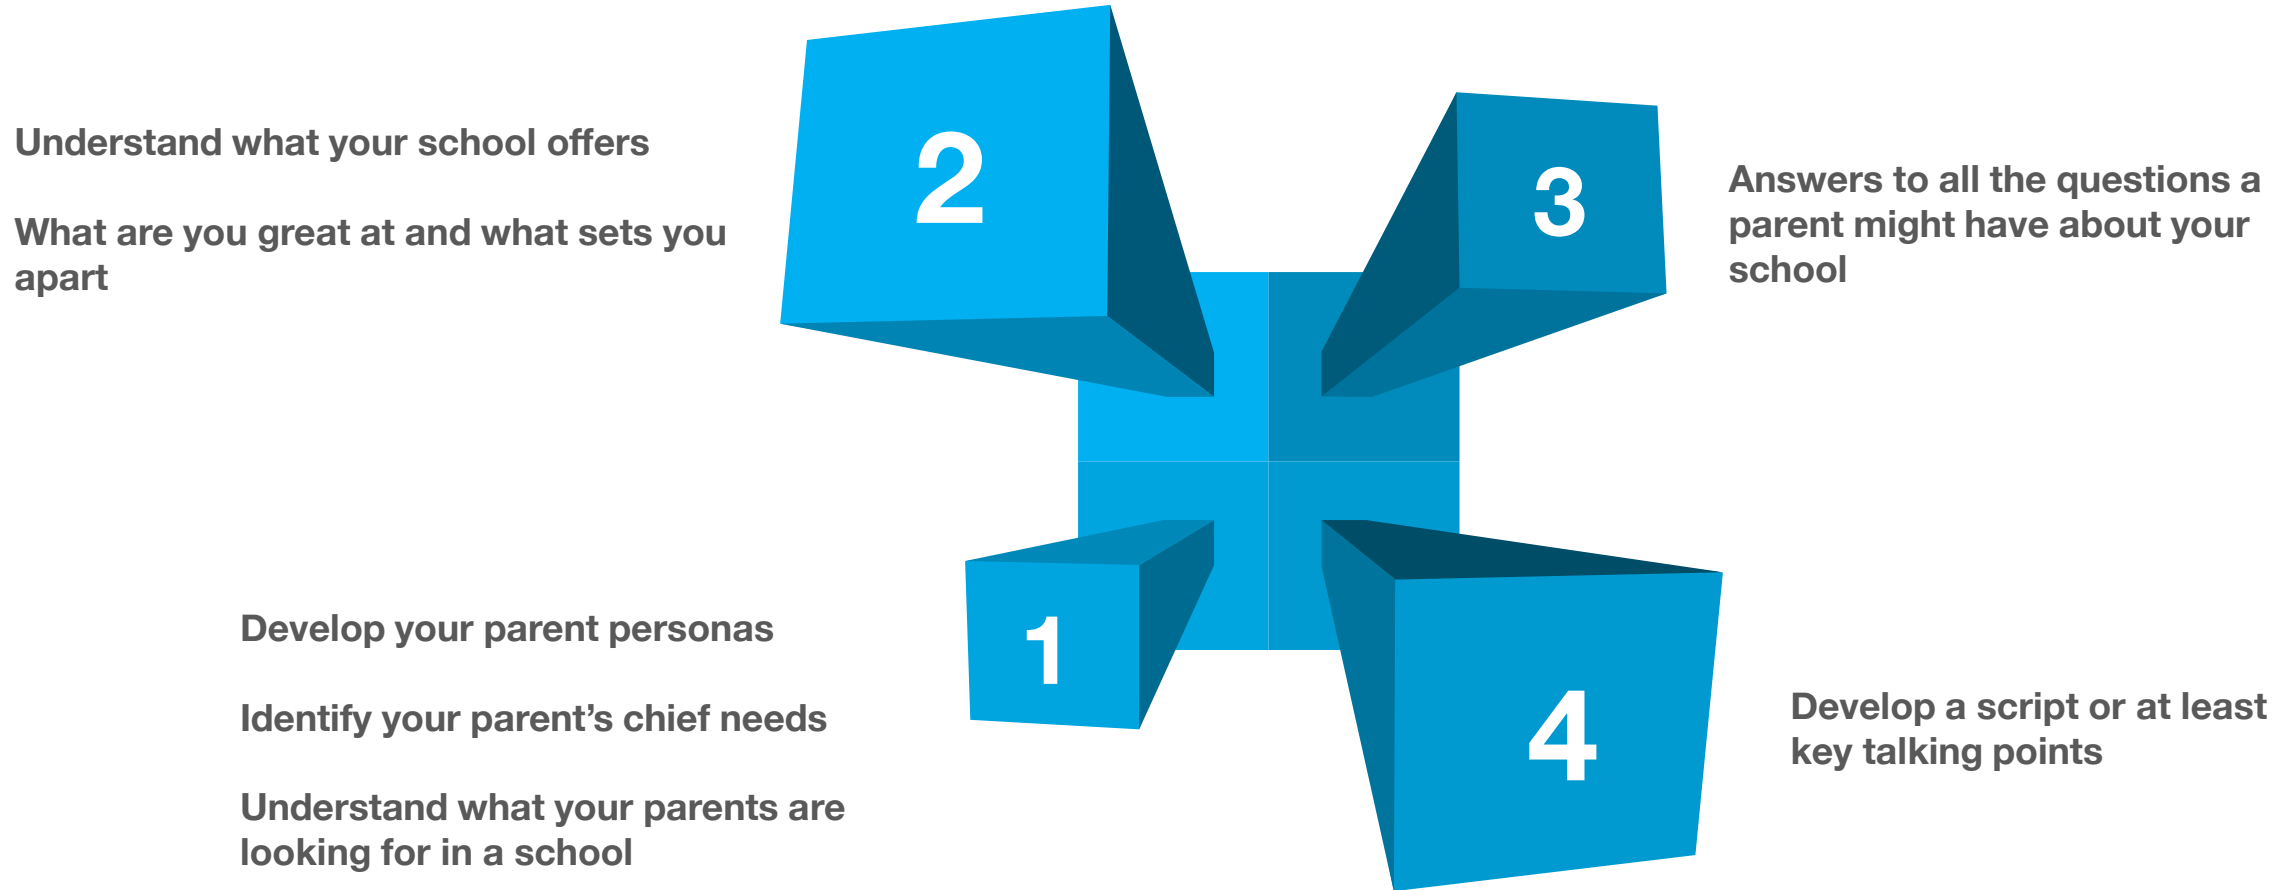 2
Understand what your school offers
What are you great at and what sets you
apart
3
Answers to all the questions a
parent might have about your
school
1
Develop your parent personas
Identify your parent’s chief needs
Understand what your parents are
looking for in a school
4
Develop a script or at least
key talking points